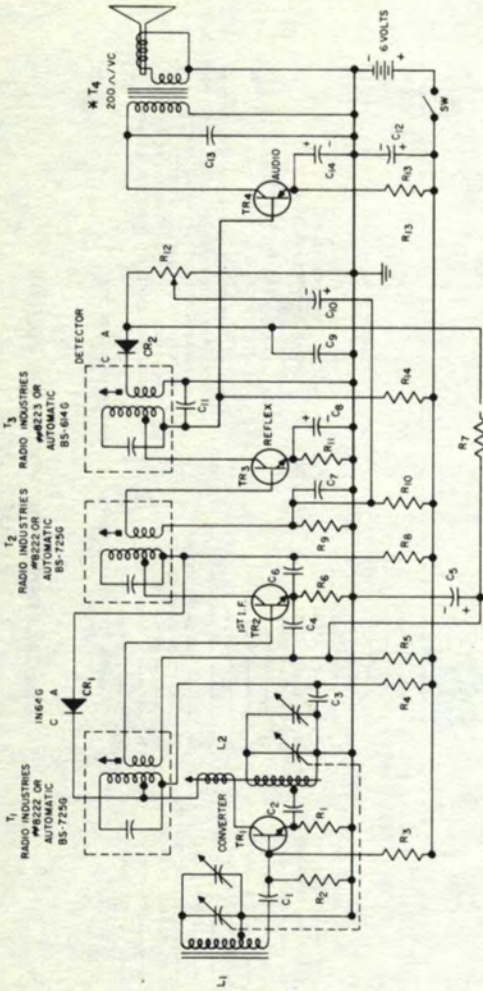 T1
RADIO INDUSTRIES
#8222 OR
AUTOMATIC
BS-725G
1N64G
C A
CR1
T2
RADIO INDUSTRIES
#8222 OR
AUTOMATIC
BS-725G
T3
RADIO INDUSTRIES
#8223 OR
AUTOMATIC
BS-614G
DETECTOR
C A
CR2
* T4
200 Ω/VC
L1
CONVERTER
TR1
L2
C1
R2
C2
R1
C3
R3
R4
R5
1ST I.F.
TR2
C4
C6
R6
C5
R8
R9
REFLEX
TR3
C7
R11
C8
R10
C11
C9
C10
R12
R14
R7
TR4
AUDIO
C13
C14
R13
R13
C12
6 VOLTS
SW